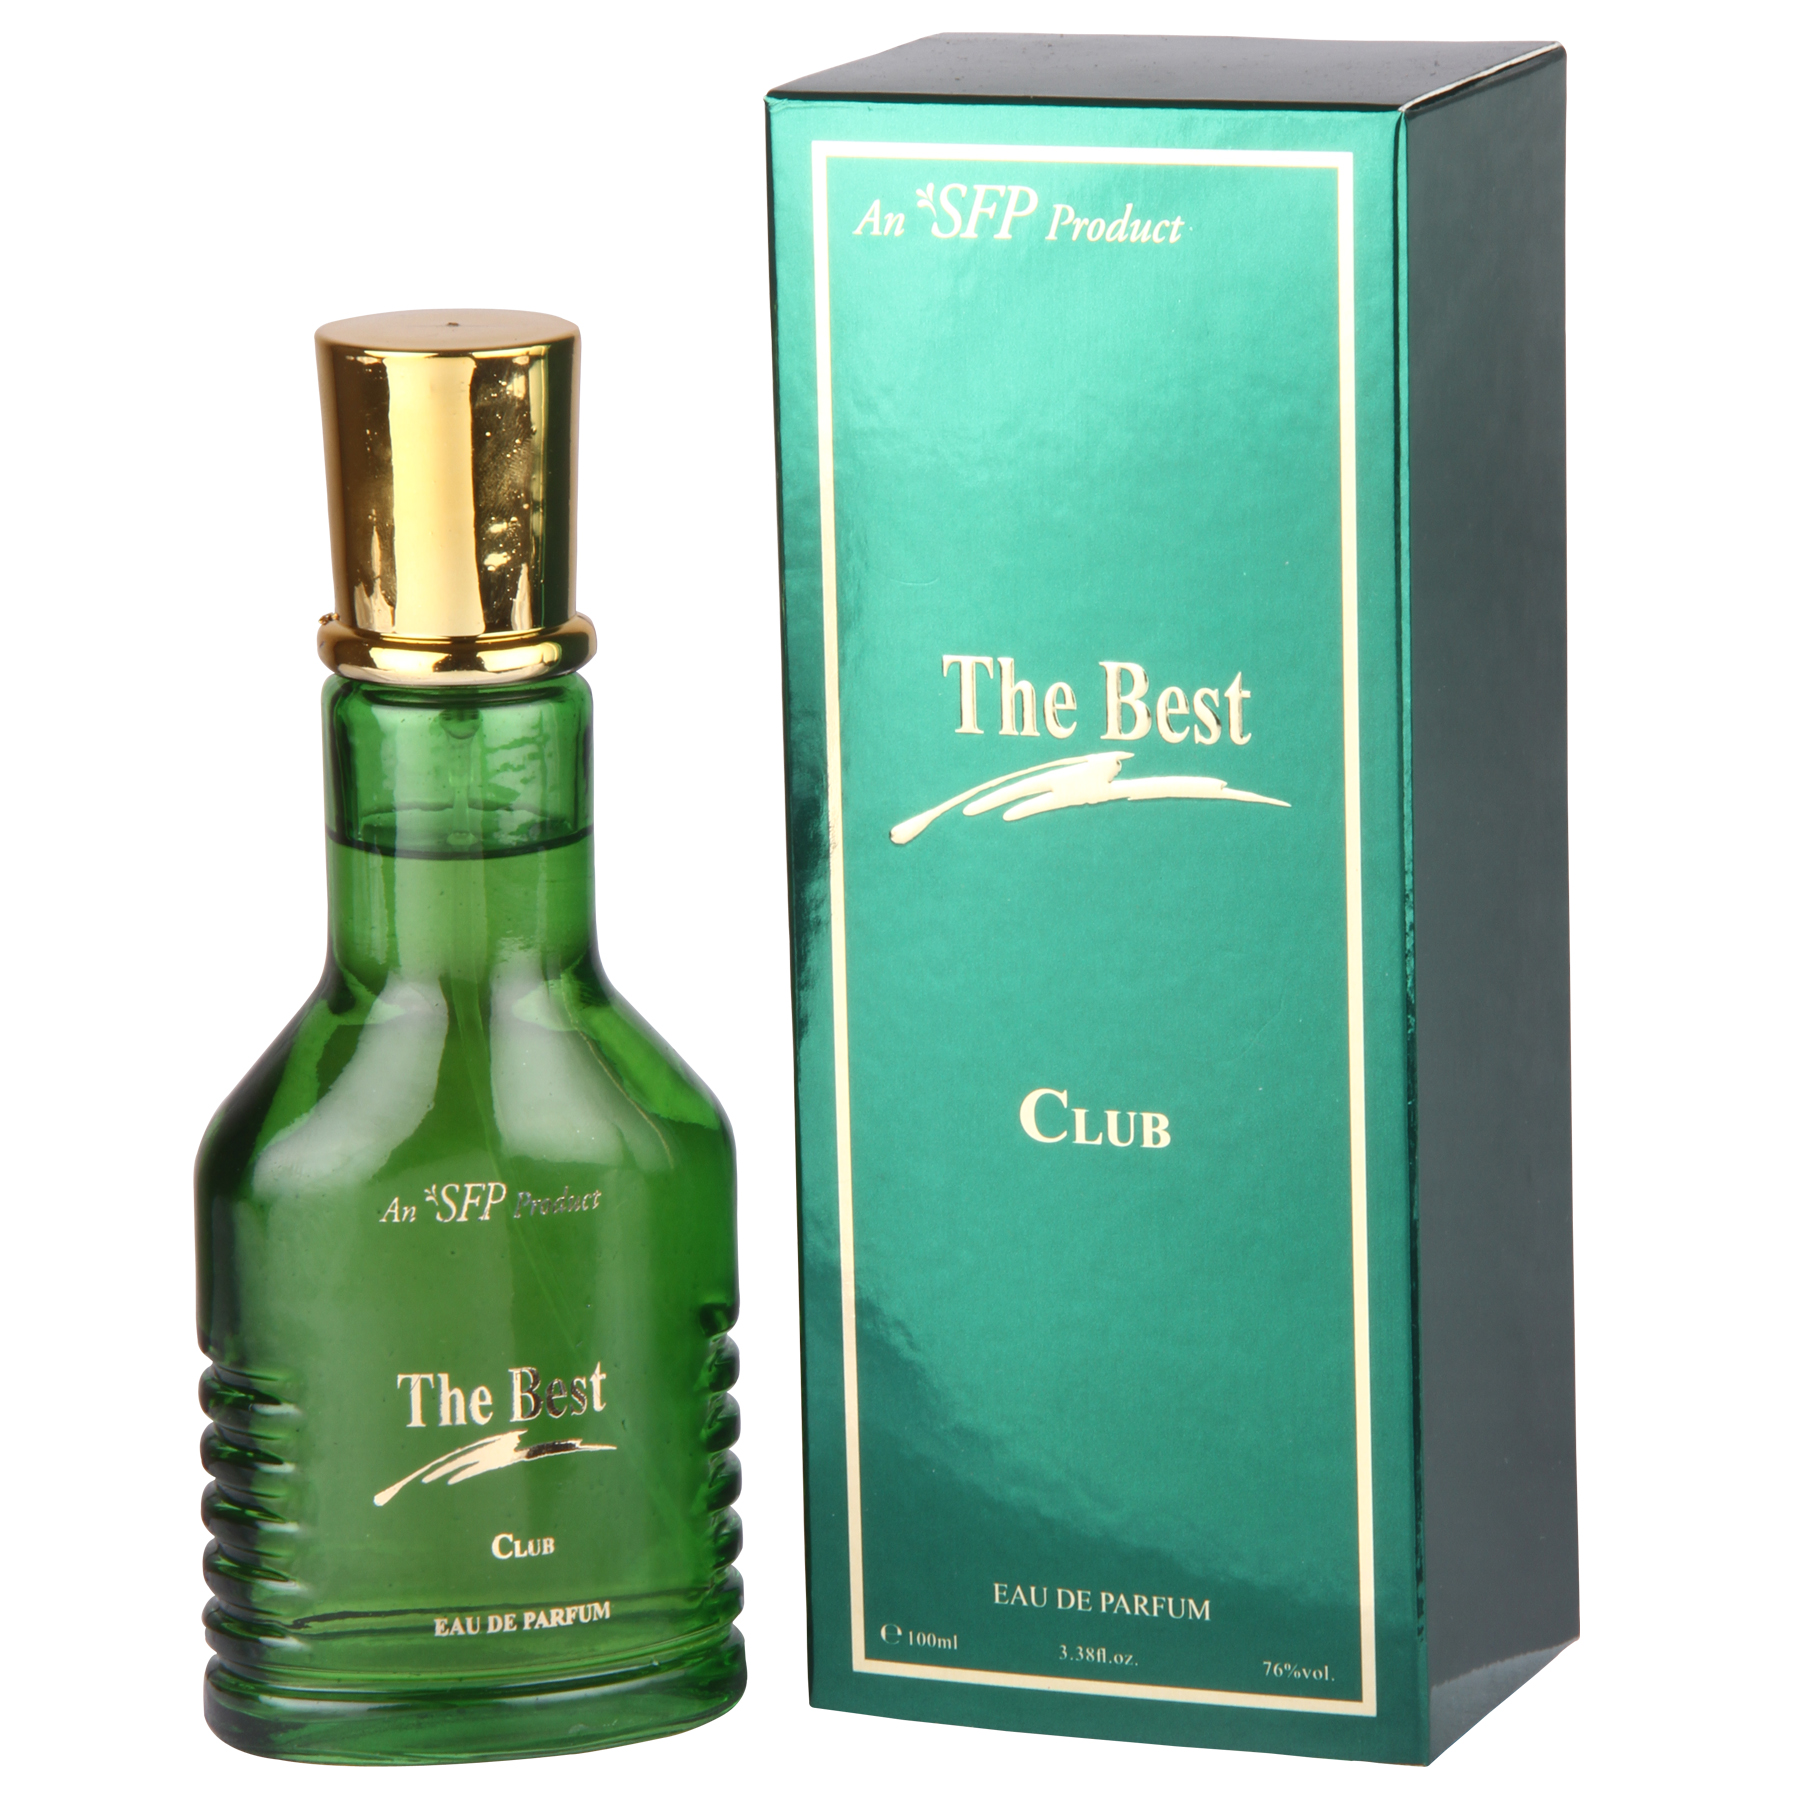 An SFP Product
The Best
CLUB
EAU DE PARFUM
An SFP Product
The Best
CLUB
EAU DE PARFUM
℮ 100ml 3.38fl.oz. 76%vol.